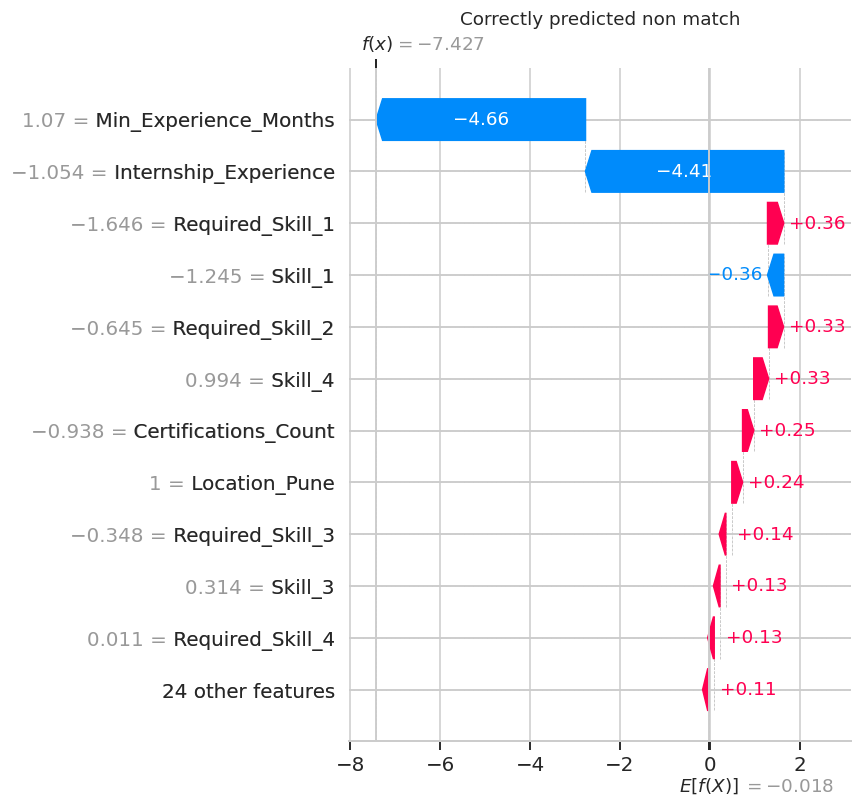 Correctly predicted non match
f(x) = −7.427
1.07 = Min_Experience_Months
−4.66
−1.054 = Internship_Experience
−4.41
−1.646 = Required_Skill_1
+0.36
−1.245 = Skill_1
−0.36
−0.645 = Required_Skill_2
+0.33
0.994 = Skill_4
+0.33
−0.938 = Certifications_Count
+0.25
1 = Location_Pune
+0.24
−0.348 = Required_Skill_3
+0.14
0.314 = Skill_3
+0.13
0.011 = Required_Skill_4
+0.13
24 other features
+0.11
−8 −6 −4 −2 0 2
E[f(X)] = −0.018